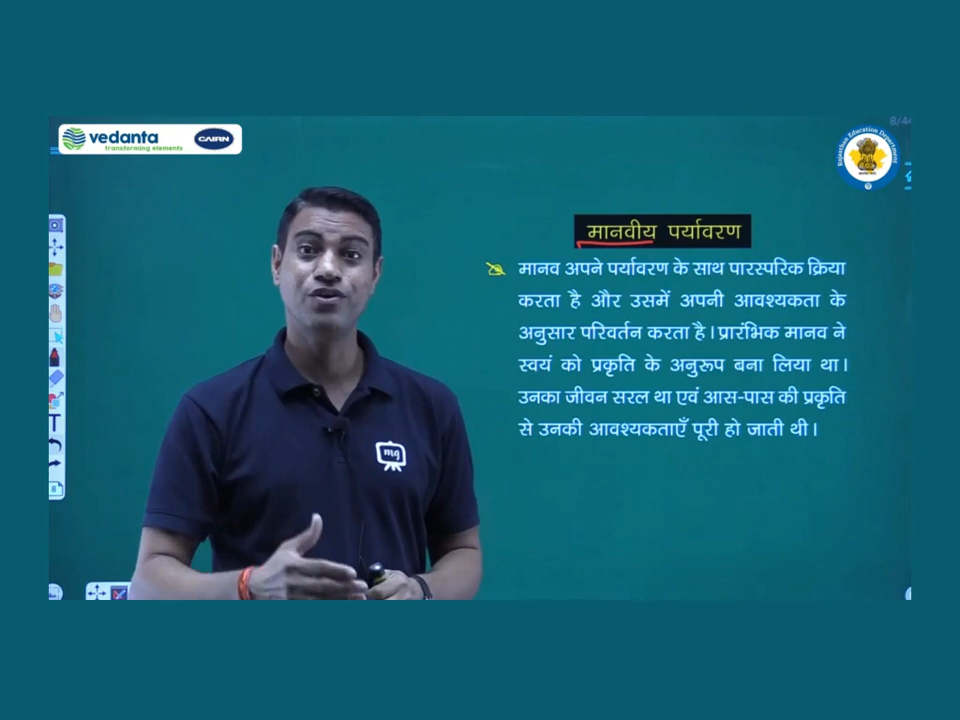 8/44
vedanta
transforming elements
CAIRN
Rajasthan Education Department
मानवीय पर्यावरण
मानव अपने पर्यावरण के साथ पारस्परिक क्रिया
करता है और उसमें अपनी आवश्यकता के
अनुसार परिवर्तन करता है। प्रारंभिक मानव ने
स्वयं को प्रकृति के अनुरूप बना लिया था।
उनका जीवन सरल था एवं आस-पास की प्रकृति
से उनकी आवश्यकताएँ पूरी हो जाती थी।
mg
T
8